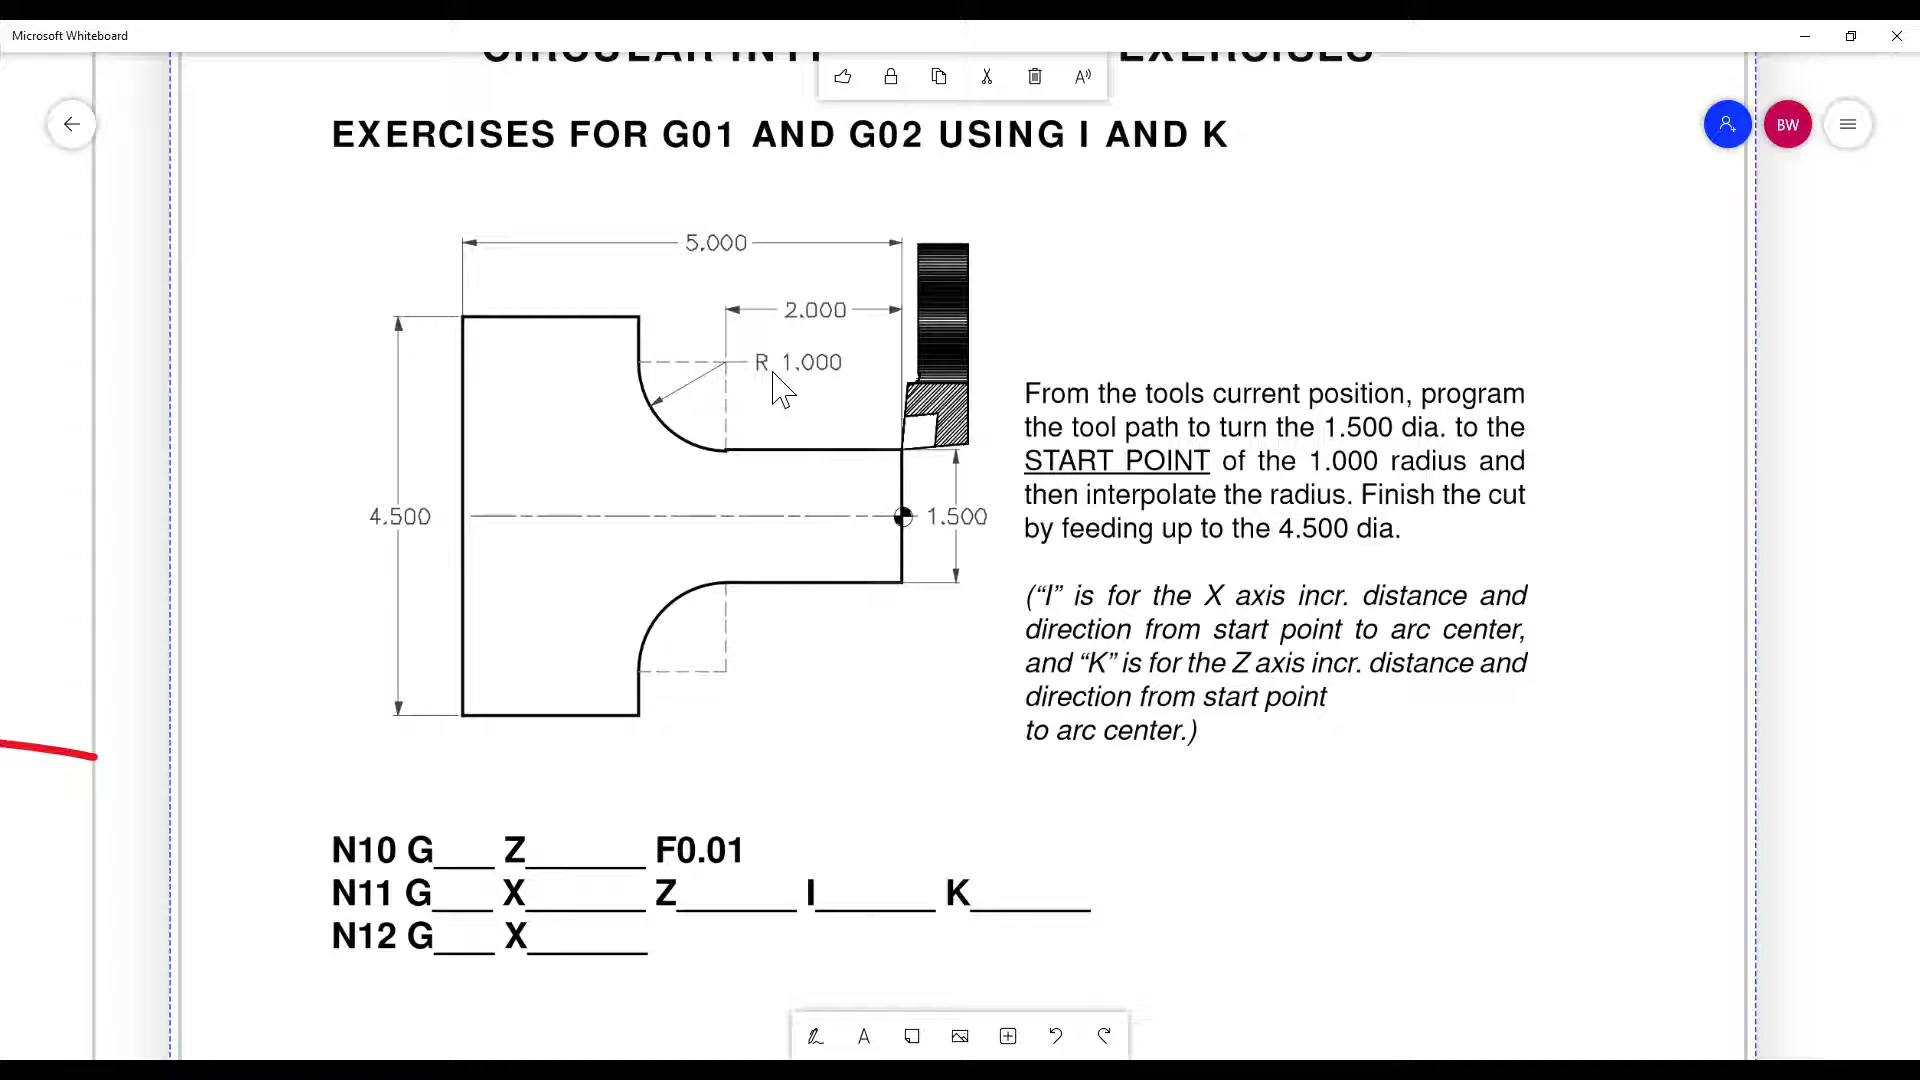 Microsoft Whiteboard
EXERCISES
BW
EXERCISES FOR G01 AND G02 USING I AND K
5.000
2.000
R 1.000
4.500
1.500
From the tools current position, program
the tool path to turn the 1.500 dia. to the
START POINT of the 1.000 radius and
then interpolate the radius. Finish the cut
by feeding up to the 4.500 dia.
(“I” is for the X axis incr. distance and
direction from start point to arc center,
and “K” is for the Z axis incr. distance and
direction from start point
to arc center.)
N10 G___ Z______ F0.01
N11 G___ X______ Z______ I______ K______
N12 G___ X______